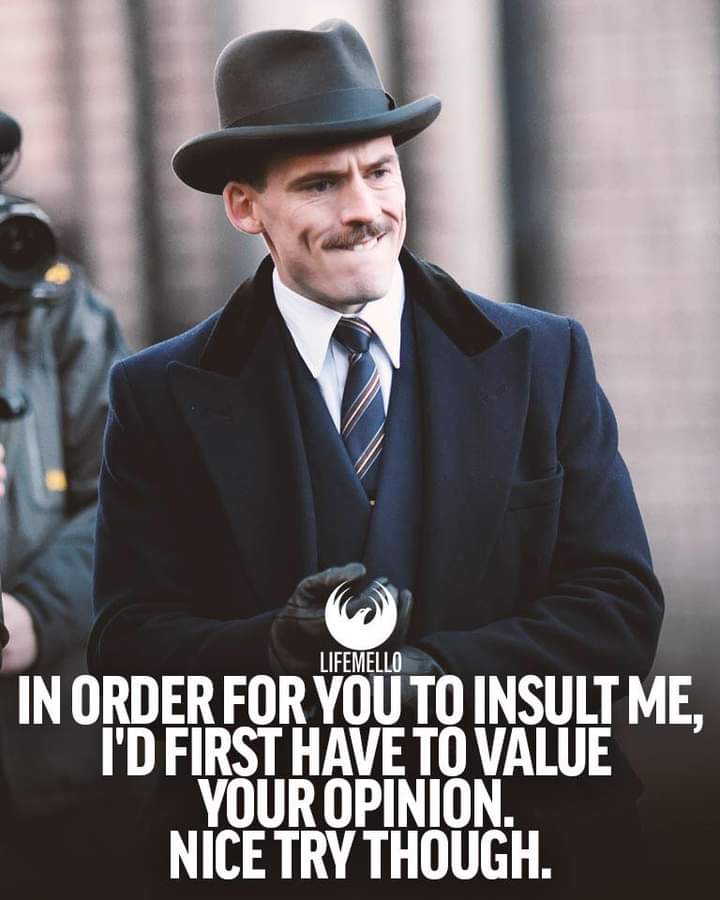 LIFEMELLO
IN ORDER FOR YOU TO INSULT ME,
I'D FIRST HAVE TO VALUE
YOUR OPINION.
NICE TRY THOUGH.